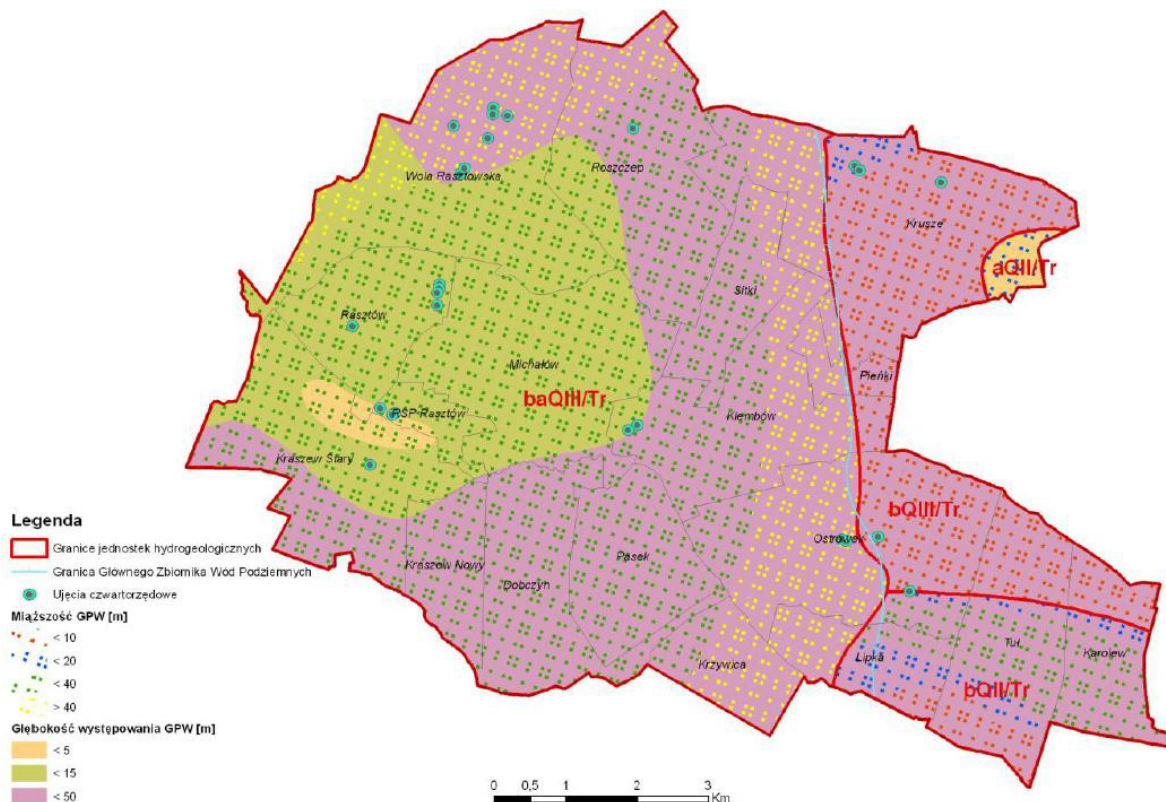 Wola Rasztowska
Roszczep
Krusze
aQII/Tr
Sitki
Rasztów
Michałów
Pieńki
baQIII/Tr
RSP Rasztów
Klembów
Kraszew Stary
Legenda
Granice jednostek hydrogeologicznych
Granica Głównego Zbiornika Wód Podziemnych
Ujęcia czwartorzędowe
Miąższość GPW [m]
< 10
< 20
< 40
> 40
Głębokość występowania GPW [m]
< 5
< 15
< 50
bQIII/Tr
Ostrówek
Pasek
Kraszew Nowy
Dobczyn
Krzywica
Lipka
Tuł
Karolew
bQII/Tr
0 0,5 1 2 3
Km